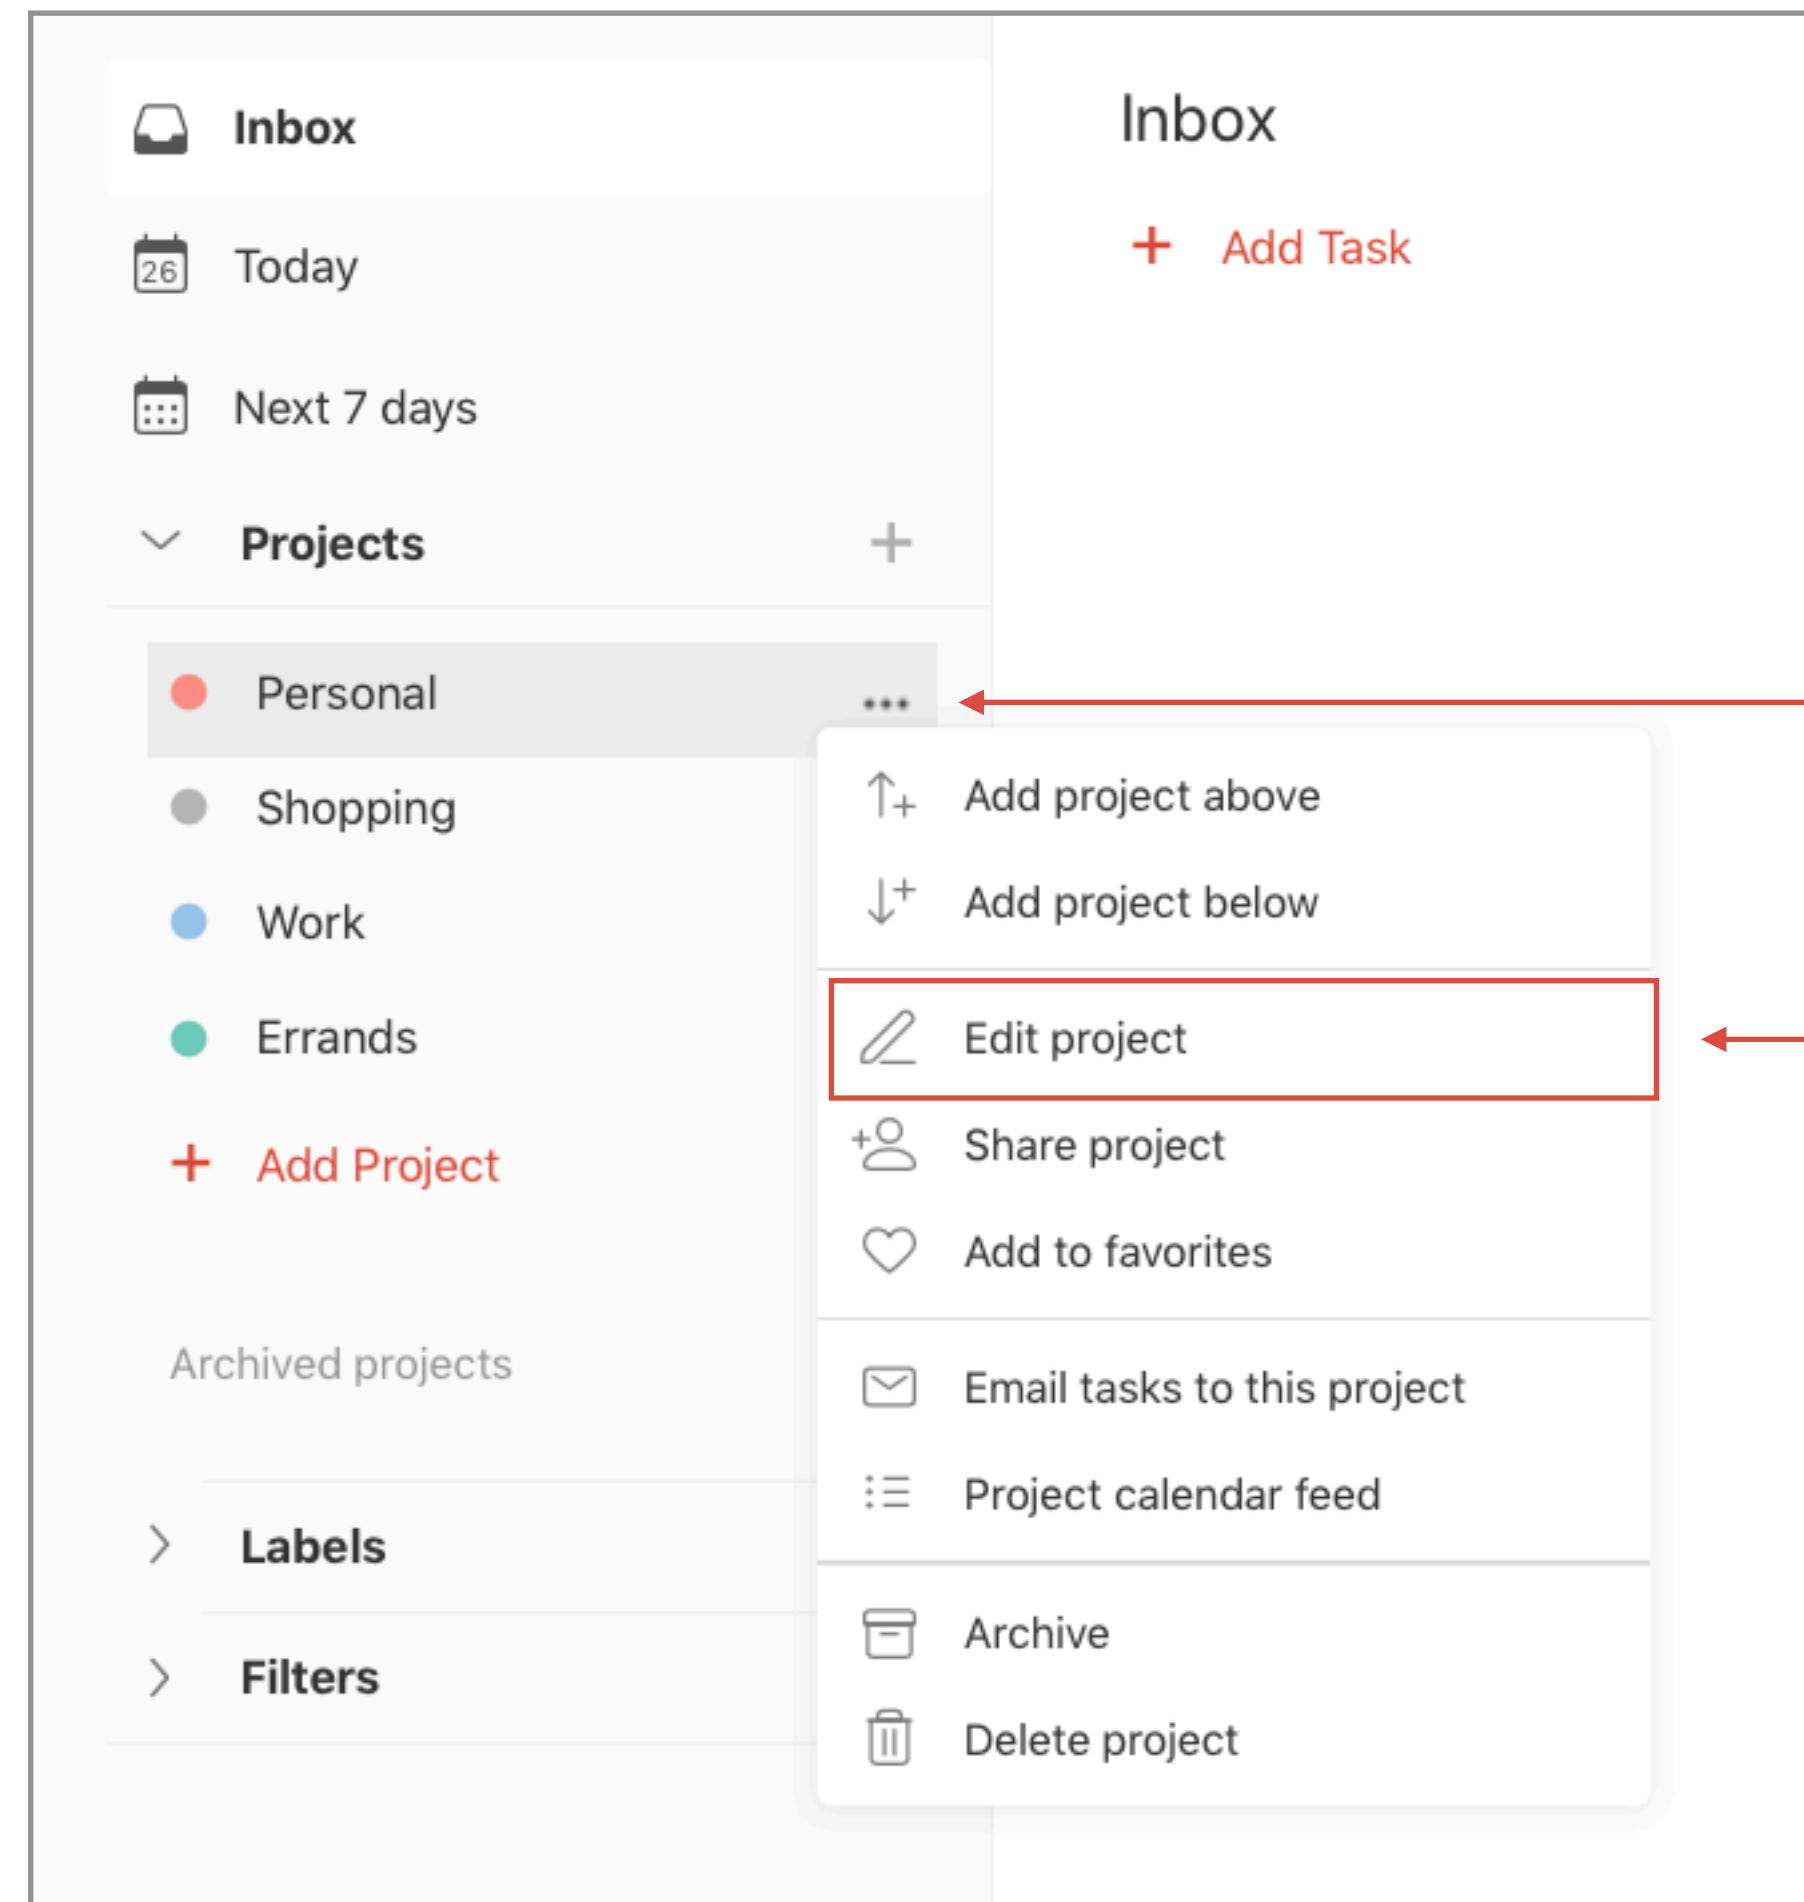 Inbox
26
Today
Next 7 days
Projects
Personal
Shopping
Work
Errands
Add Project
Archived projects
Labels
Filters
Inbox
Add Task
Add project above
Add project below
Edit project
Share project
Add to favorites
Email tasks to this project
Project calendar feed
Archive
Delete project